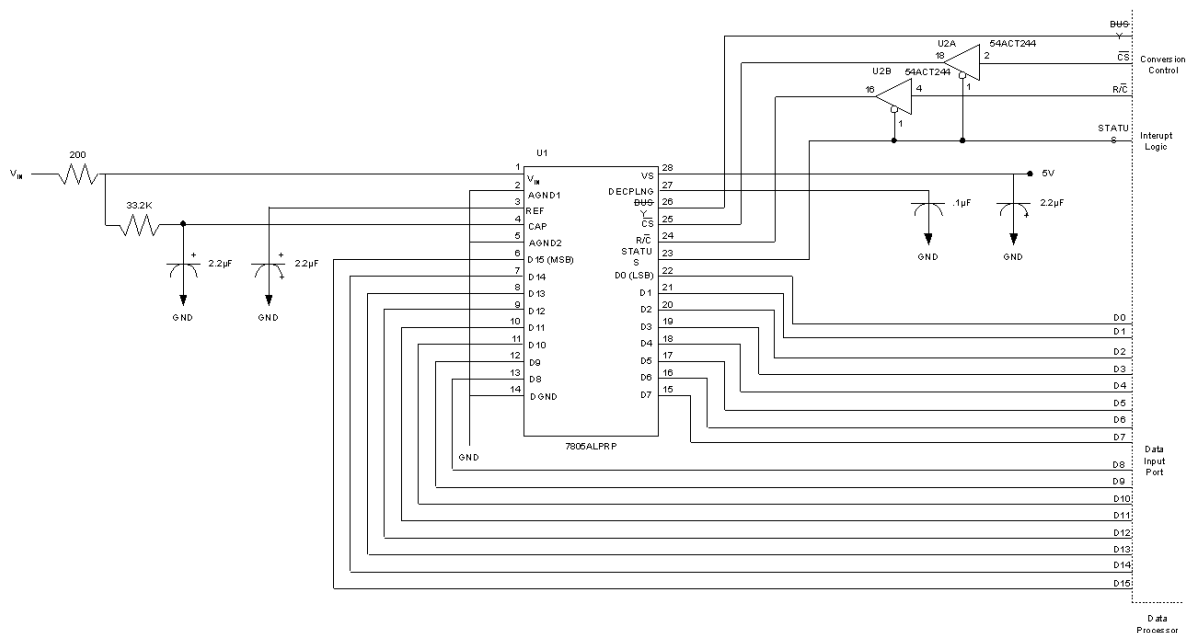 BUS
Y
U2A 54ACT244
18 2
1
CS
Conversion
Control
U2B 54ACT244
16 4
1
R/C
STATU
S
Interupt
Logic
200
VIN
33.2K
2.2µF
+
GND
2.2µF
+
+
GND
U1
1 VIN
2 AGND1
3 REF
4 CAP
5 AGND2
6 D15 (MSB)
7 D14
8 D13
9 D12
10 D11
11 D10
12 D9
13 D8
14 DGND
VS 28
DECPLNG 27
BUS 26
Y
CS 25
R/C 24
STATU 23
S
D0 (LSB) 22
D1 21
D2 20
D3 19
D4 18
D5 17
D6 16
D7 15
7805ALPRP
GND
5V
.1µF
GND
2.2µF
+
GND
D0
D1
D2
D3
D4
D5
D6
D7
D8
D9
D10
D11
D12
D13
D14
D15
Data
Input
Port
Data
Processor